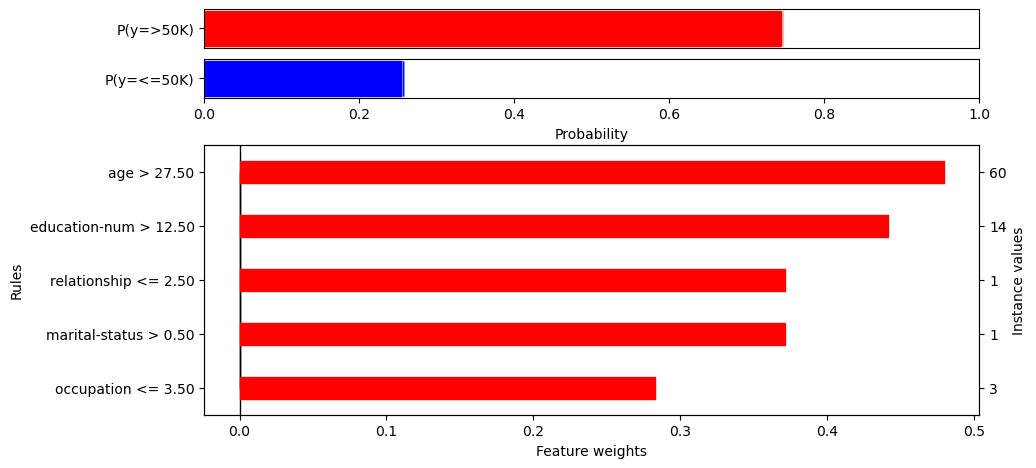 P(y=>50K)
P(y=<=50K)
0.0 0.2 0.4 0.6 0.8 1.0
Probability
Rules
age > 27.50 60
education-num > 12.50 14
relationship <= 2.50 1
marital-status > 0.50 1
occupation <= 3.50 3
Instance values
0.0 0.1 0.2 0.3 0.4 0.5
Feature weights